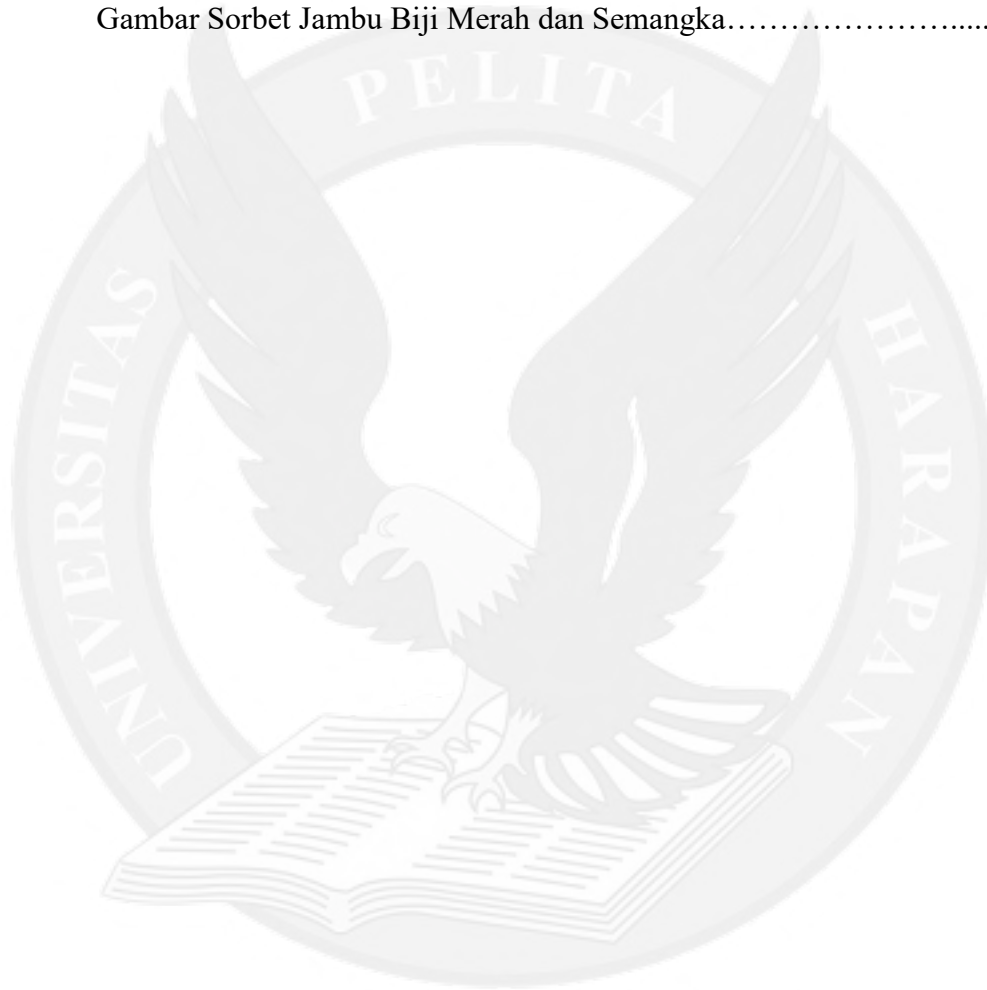 Gambar Sorbet Jambu Biji Merah dan Semangka…………………......
PELITA
UNIVERSITAS
HARAPAN